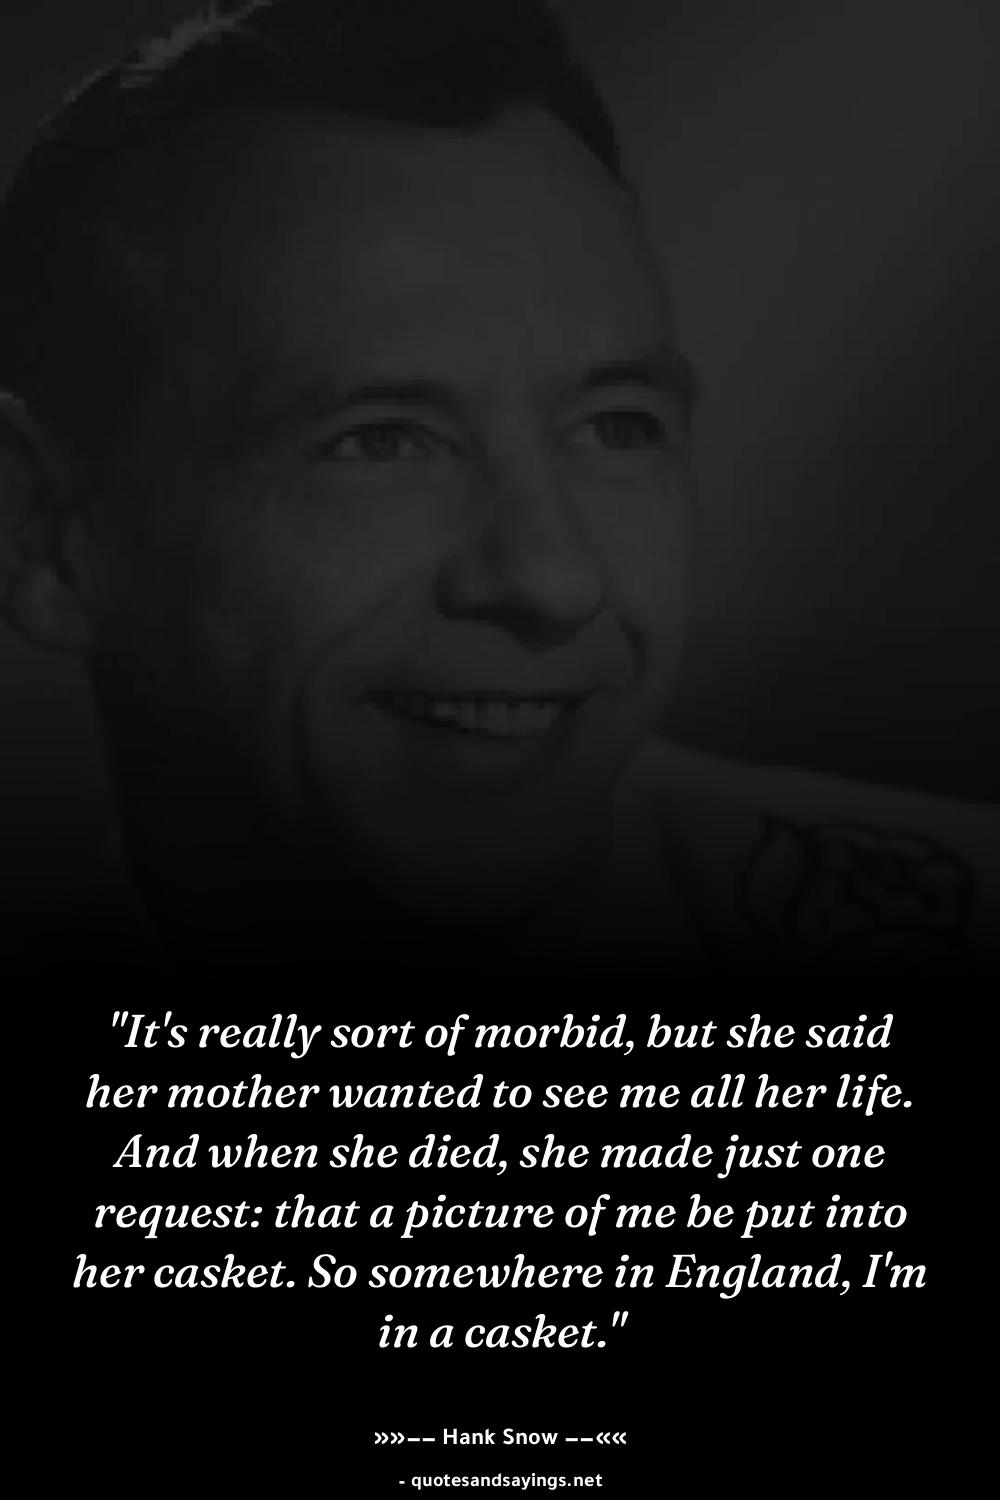 "It's really sort of morbid, but she said
her mother wanted to see me all her life.
And when she died, she made just one
request: that a picture of me be put into
her casket. So somewhere in England, I'm
in a casket."
»»−− Hank Snow −−««
- quotesandsayings.net